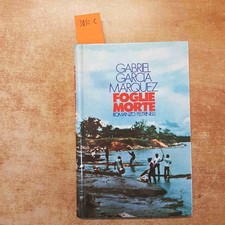 GABRIEL
GARCÍA
MÁRQUEZ
FOGLIE
MORTE
ROMANZO FELTRINELLI